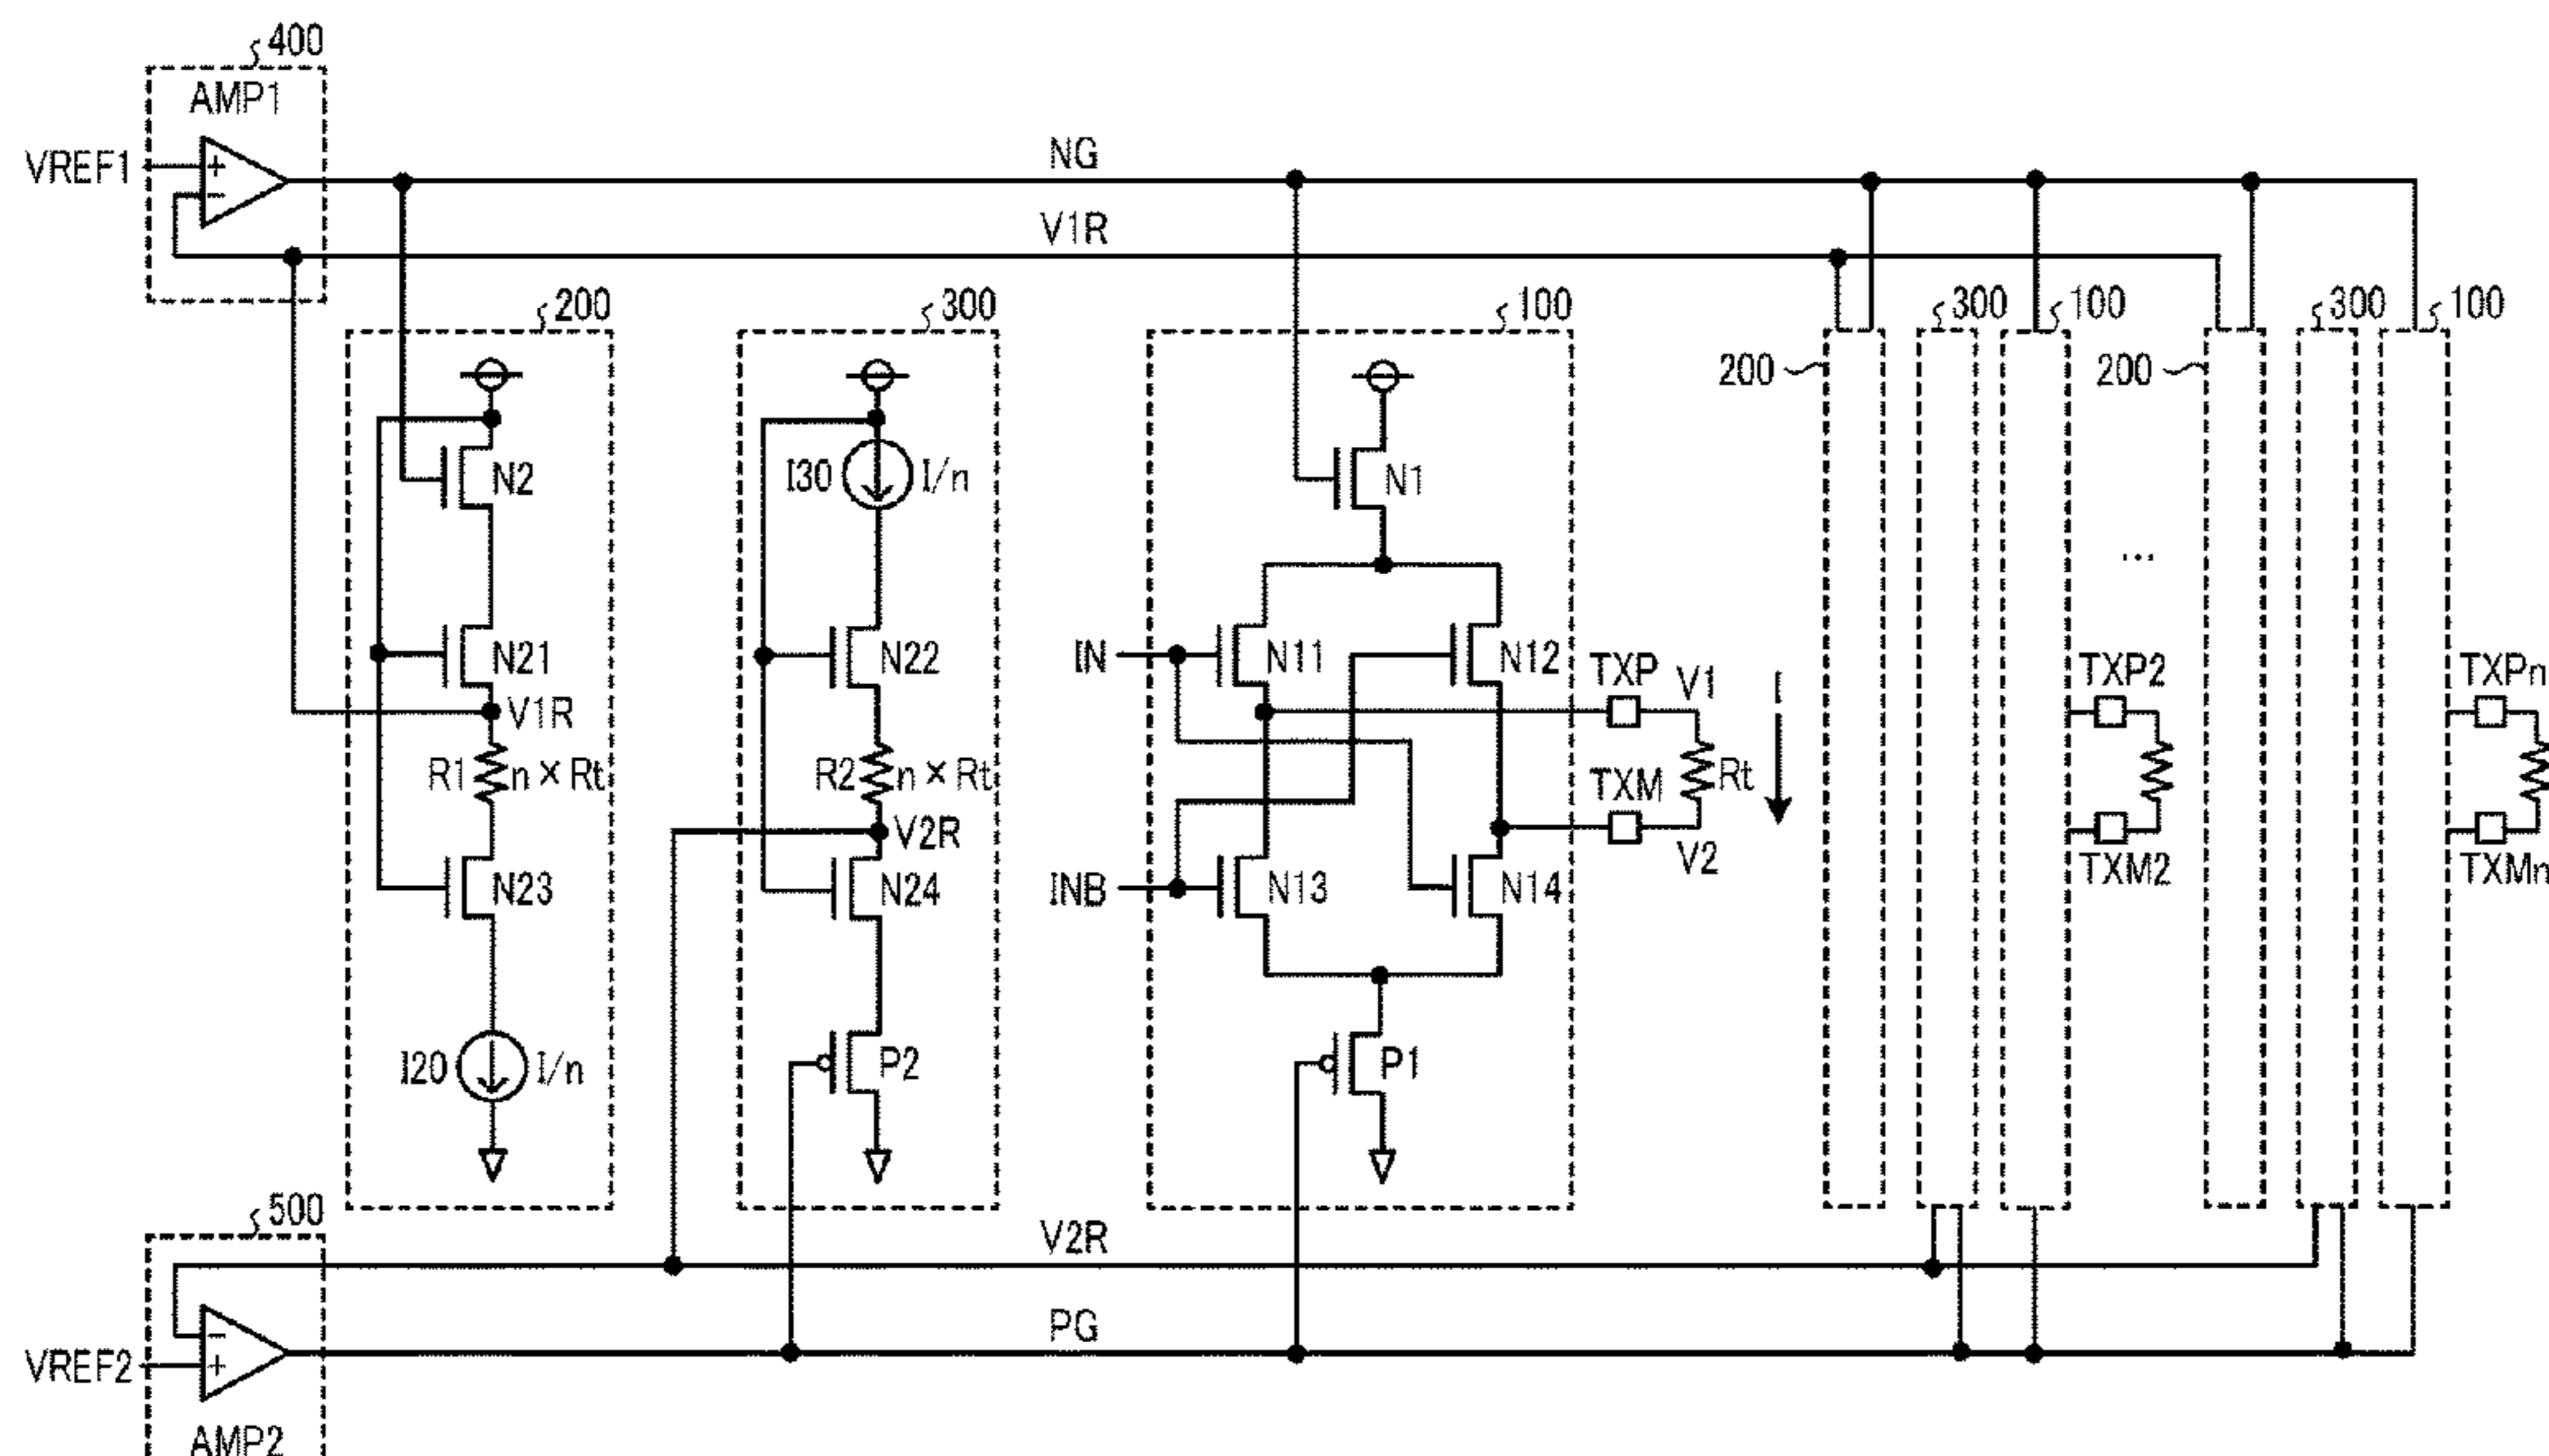 400
AMP1
VREF1
+
−
NG
V1R
200
300
100
300
100
300
100
200
200
N2
I30
I/n
N1
...
N21
N22
IN
N11
N12
TXP
V1
I
TXP2
TXPn
V1R
R1
n × Rt
R2
n × Rt
TXM
Rt
V2R
V2
TXM2
TXMn
N23
N24
INB
N13
N14
I20
I/n
P2
P1
500
V2R
−
PG
VREF2
+
AMP2